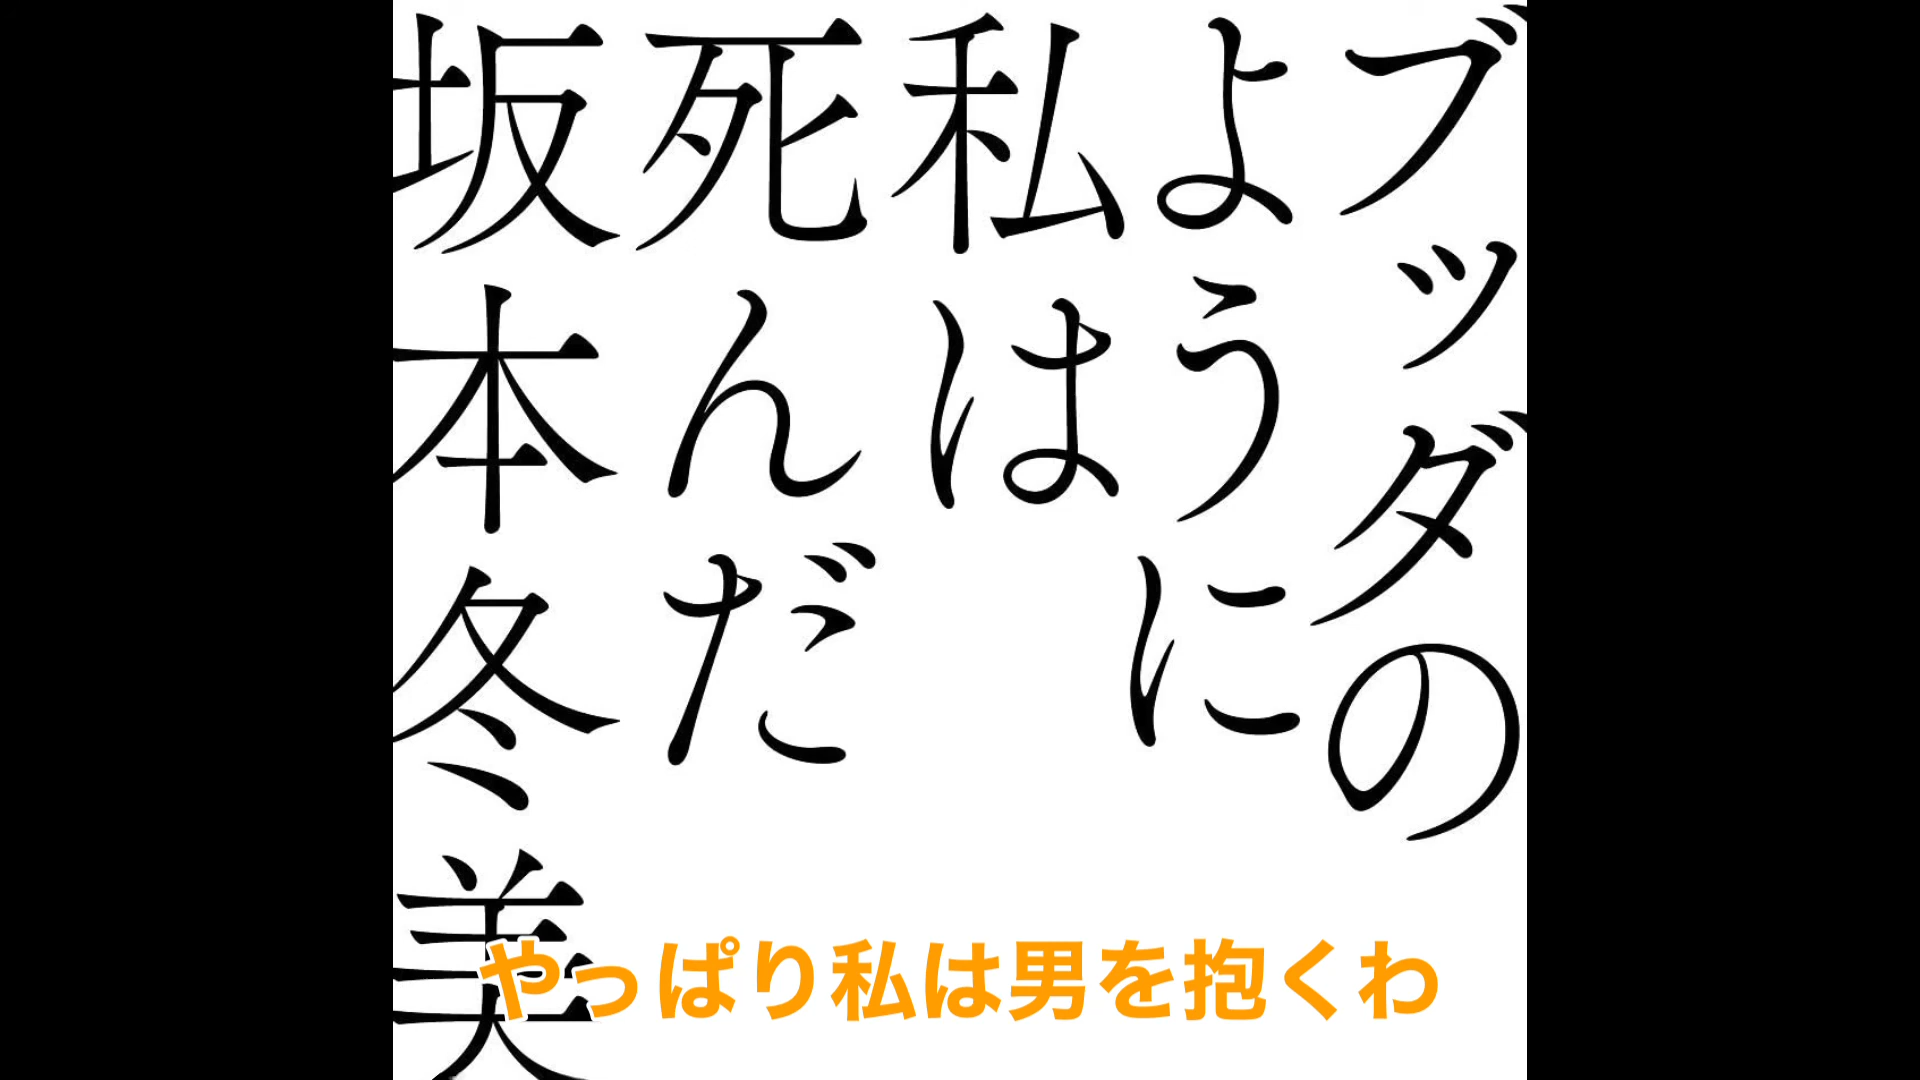 ブッダの
ように
私は
死んだ
坂本冬美
やっぱり私は男を抱くわ